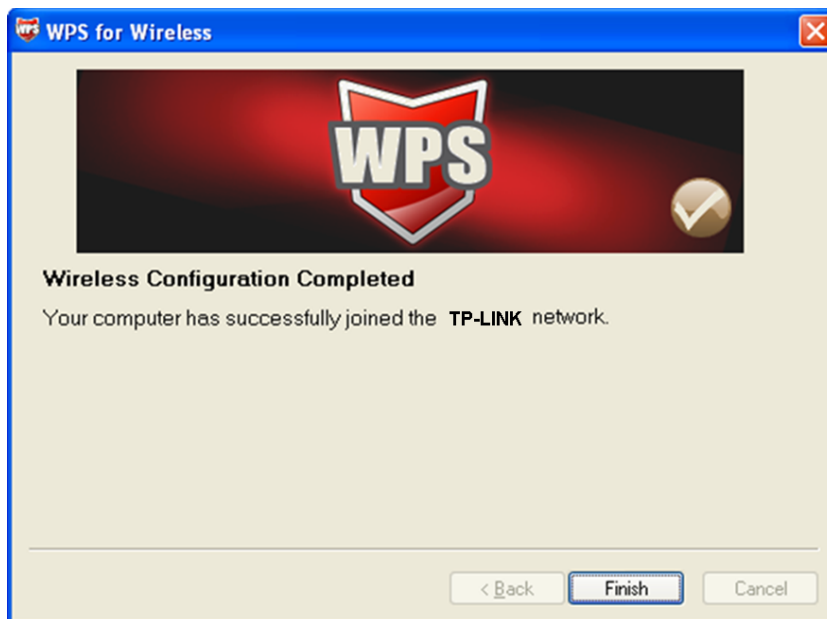 WPS for Wireless
WPS
Wireless Configuration Completed
Your computer has successfully joined the TP-LINK network.
< Back Finish Cancel